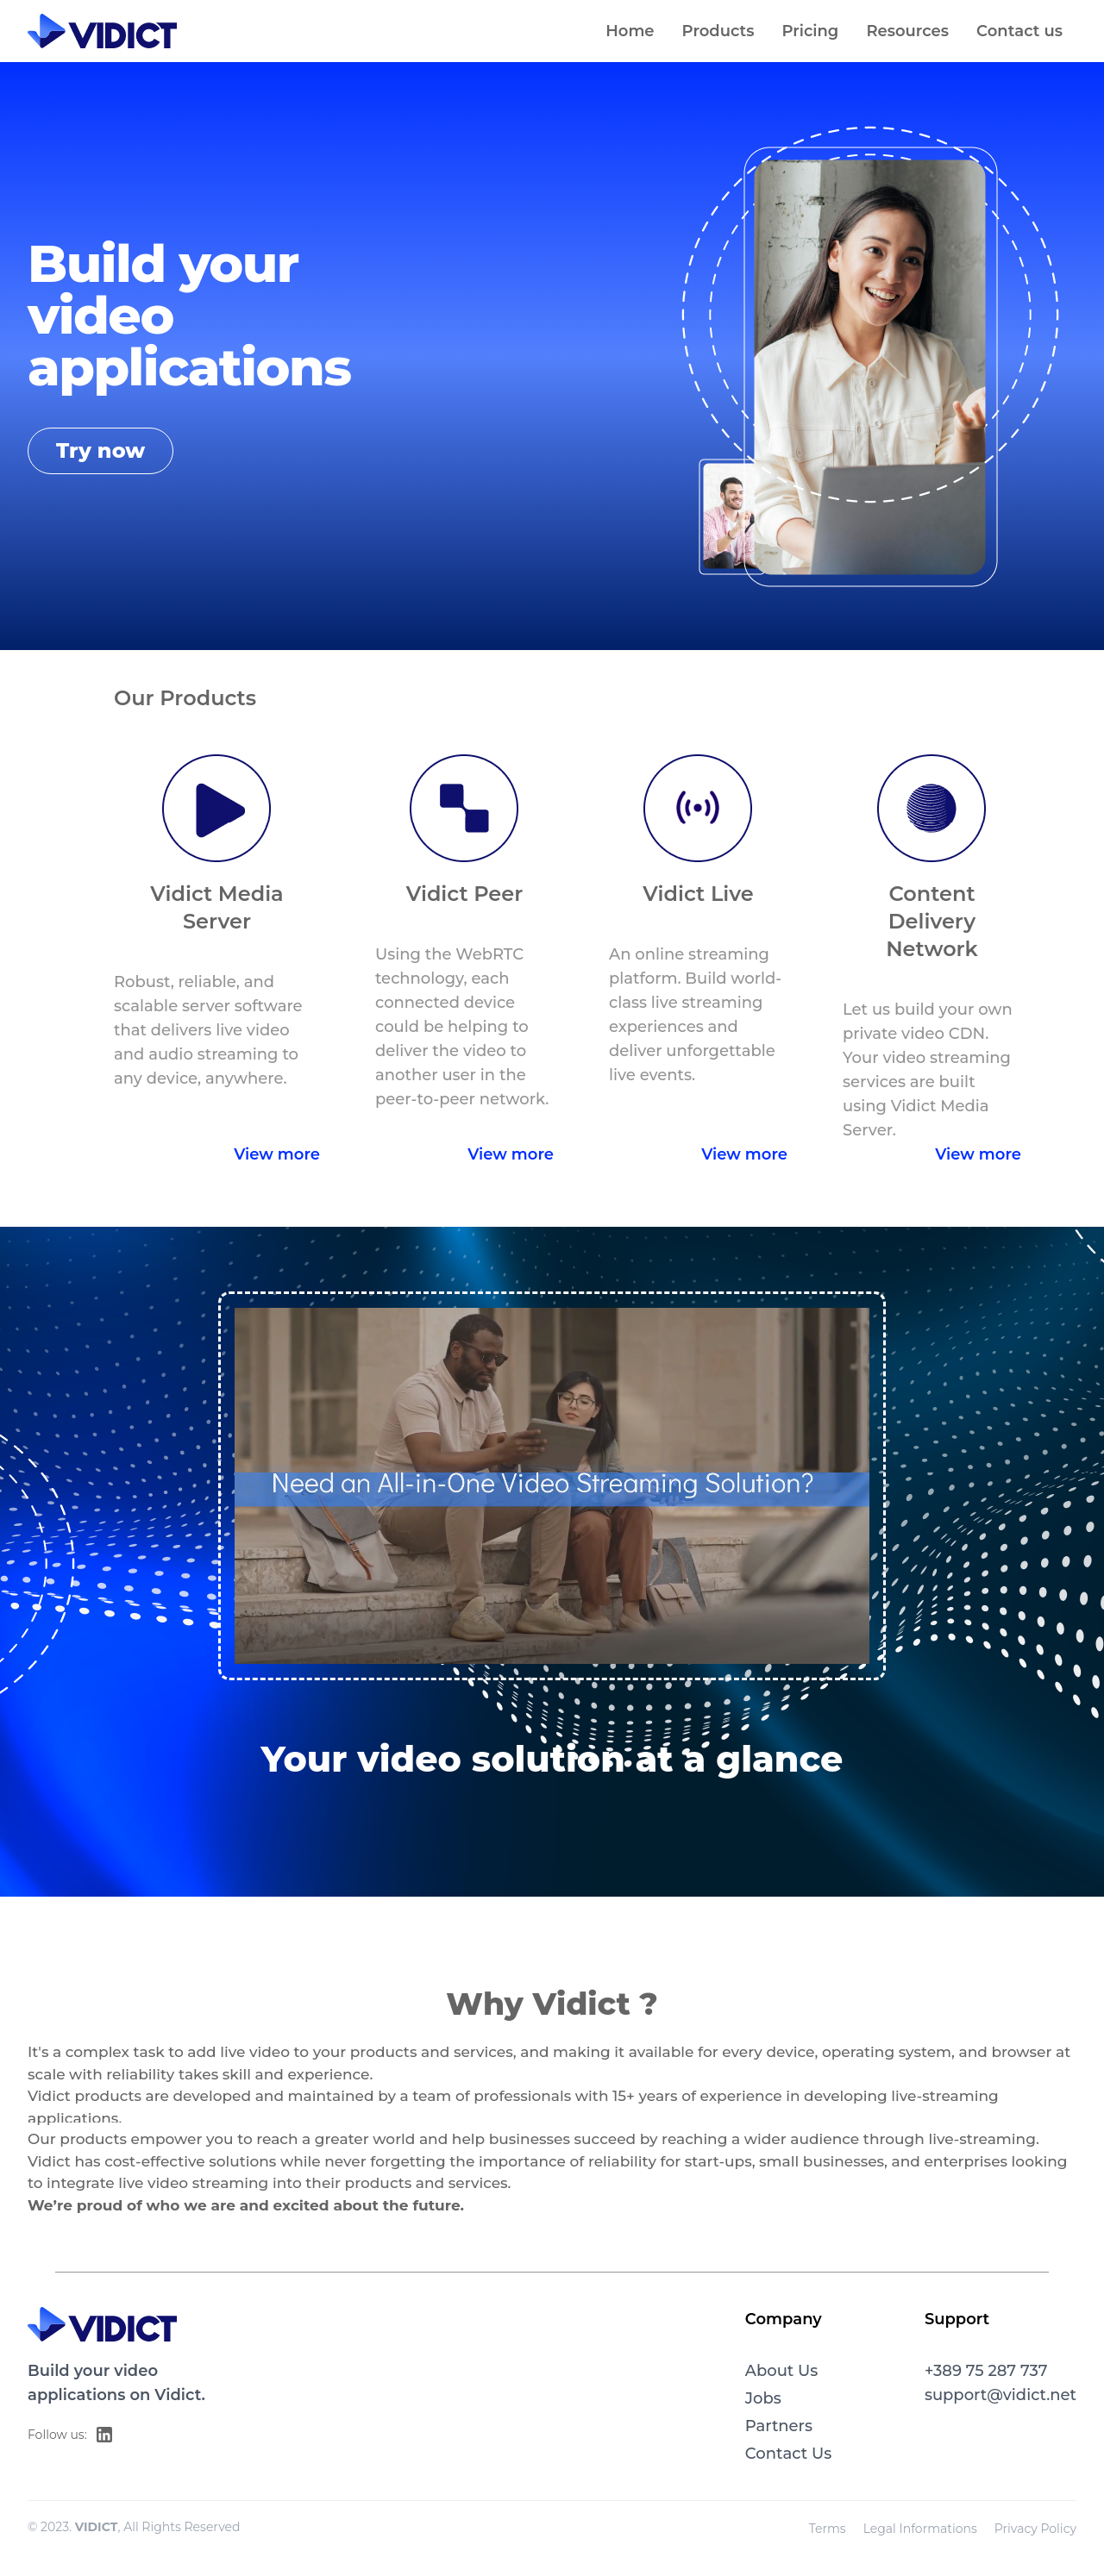 VIDICT
Home Products Pricing Resources Contact us
Build your
video
applications
Try now
Our Products
Vidict Media
Server
Robust, reliable, and
scalable server software
that delivers live video
and audio streaming to
any device, anywhere.
View more
Vidict Peer
Using the WebRTC
technology, each
connected device
could be helping to
deliver the video to
another user in the
peer-to-peer network.
View more
Vidict Live
An online streaming
platform. Build world-
class live streaming
experiences and
deliver unforgettable
live events.
View more
Content
Delivery
Network
Let us build your own
private video CDN.
Your video streaming
services are built
using Vidict Media
Server.
View more
Need an All-in-One Video Streaming Solution?
Your video solution at a glance
Why Vidict ?
It's a complex task to add live video to your products and services, and making it available for every device, operating system, and browser at
scale with reliability takes skill and experience.
Vidict products are developed and maintained by a team of professionals with 15+ years of experience in developing live-streaming
applications.
Our products empower you to reach a greater world and help businesses succeed by reaching a wider audience through live-streaming.
Vidict has cost-effective solutions while never forgetting the importance of reliability for start-ups, small businesses, and enterprises looking
to integrate live video streaming into their products and services.
We’re proud of who we are and excited about the future.
VIDICT
Build your video
applications on Vidict.
Follow us:
Company
About Us
Jobs
Partners
Contact Us
Support
+389 75 287 737
support@vidict.net
© 2023. VIDICT, All Rights Reserved
Terms Legal Informations Privacy Policy